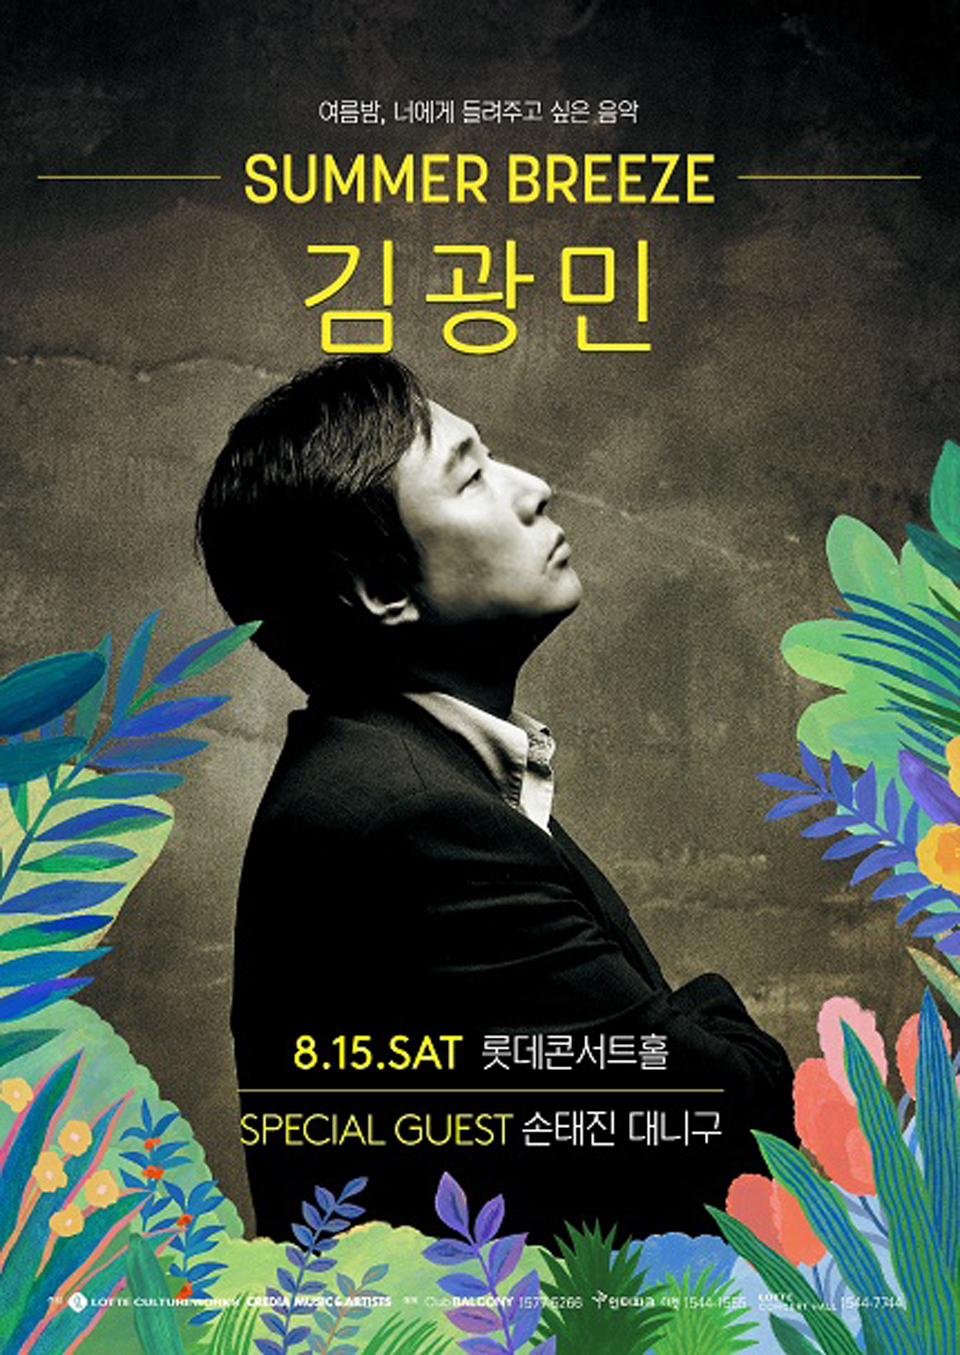 여름밤, 너에게 들려주고 싶은 음악
SUMMER BREEZE
김광민
8.15.SAT 롯데콘서트홀
SPECIAL GUEST 손태진 대니구
LOTTE CULTUREWORKS CREDIA MUSIC&ARTISTS Club BALCONY 1577-5266 인터파크 티켓 1544-1555 LOTTE CONCERT HALL 1544-7744